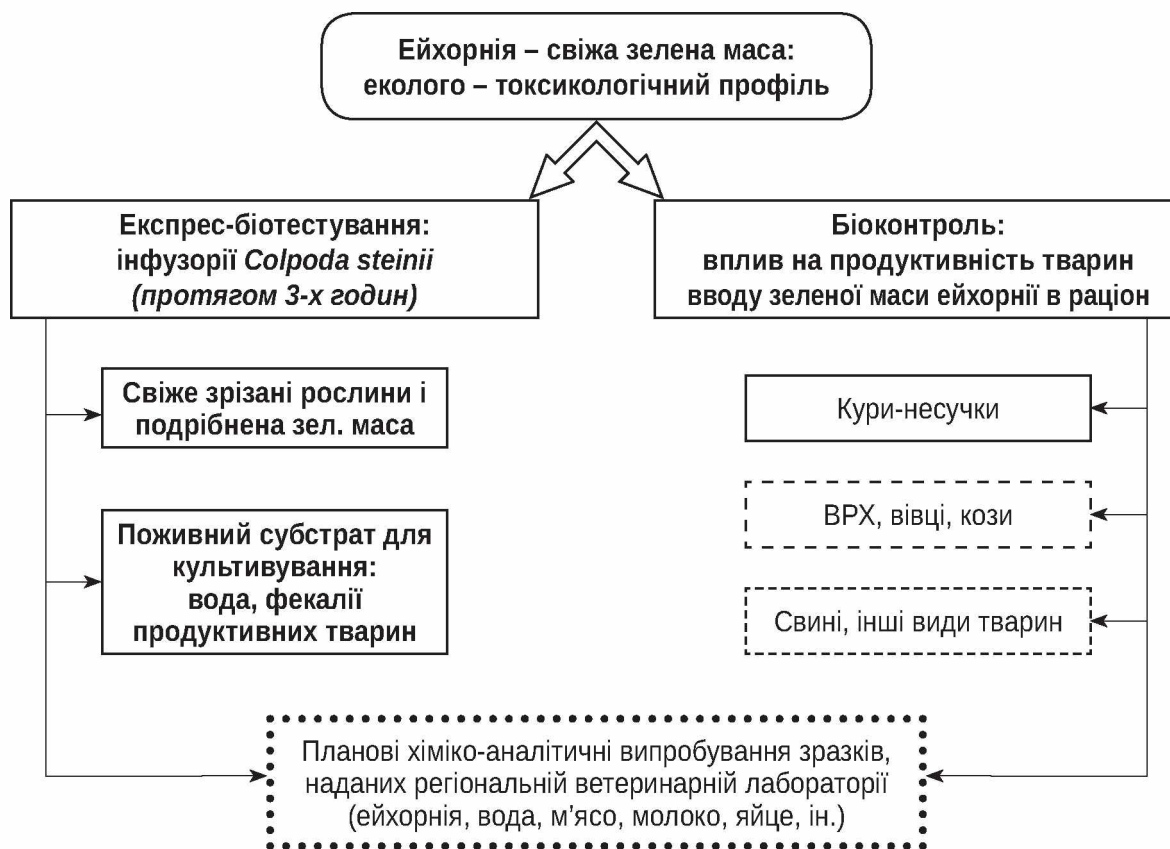 Ейхорнія – свіжа зелена маса:
еколого – токсикологічний профіль
Експрес-біотестування:
інфузорії Colpoda steinii
(протягом 3-х годин)
Біоконтроль:
вплив на продуктивність тварин
вводу зеленої маси ейхорнії в раціон
Свіже зрізані рослини і
подрібнена зел. маса
Поживний субстрат для
культивування:
вода, фекалії
продуктивних тварин
Кури-несучки
ВРХ, вівці, кози
Свині, інші види тварин
Планові хіміко-аналітичні випробування зразків,
наданих регіональній ветеринарній лабораторії
(ейхорнія, вода, м’ясо, молоко, яйце, ін.)